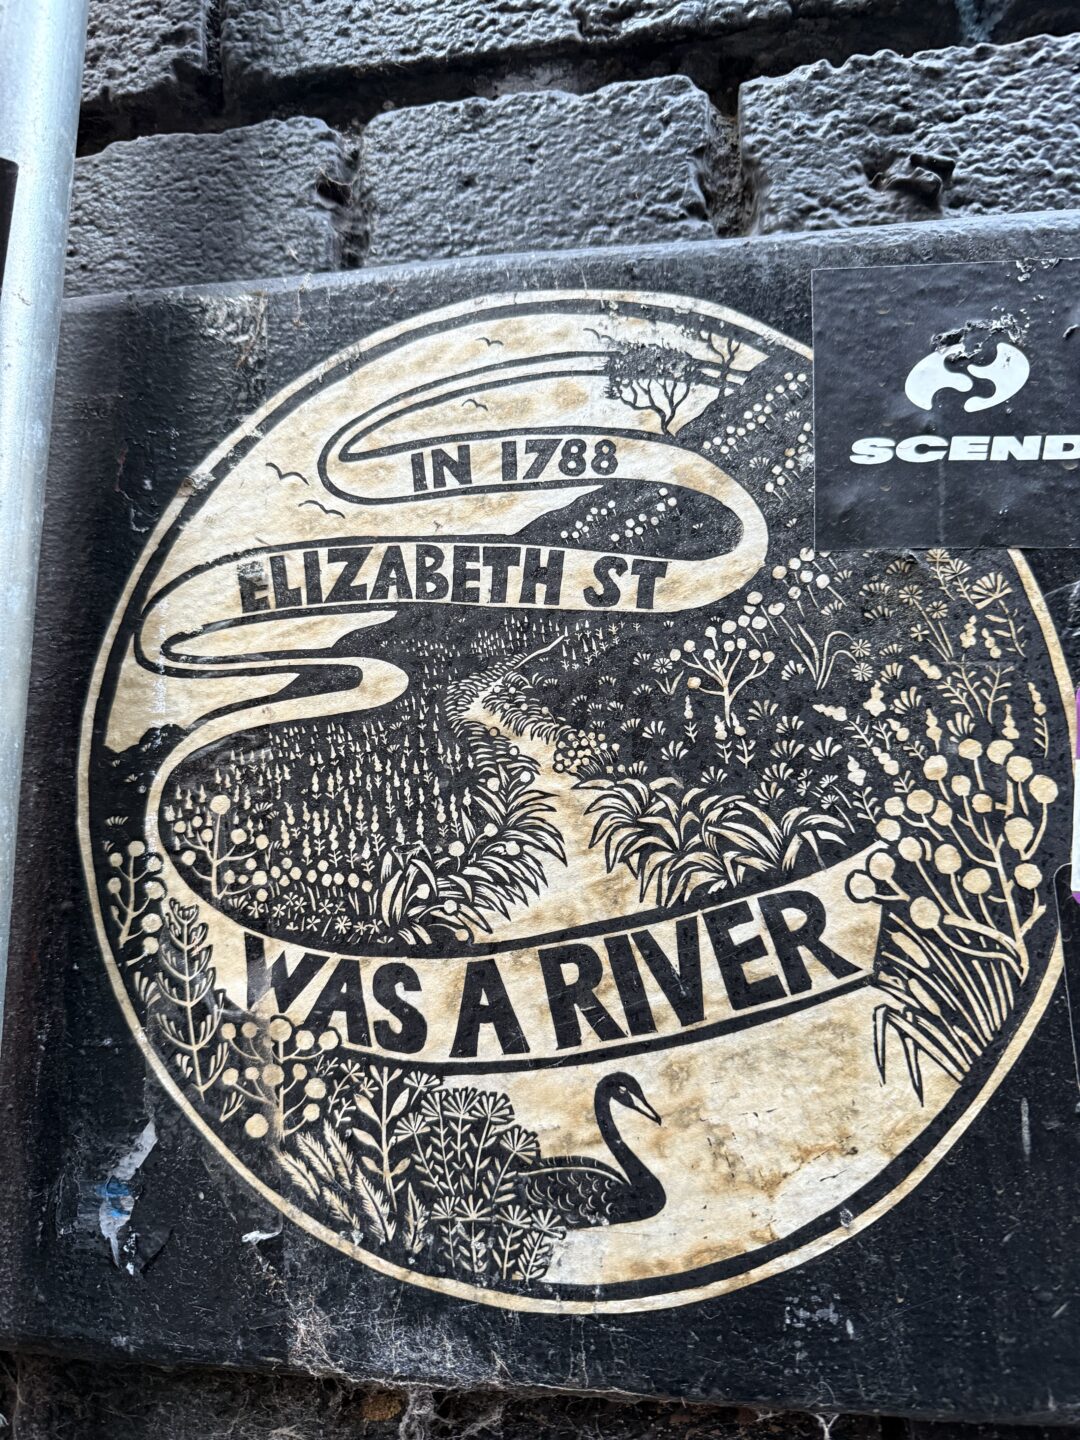 IN 1788
ELIZABETH ST
WAS A RIVER
SCEND